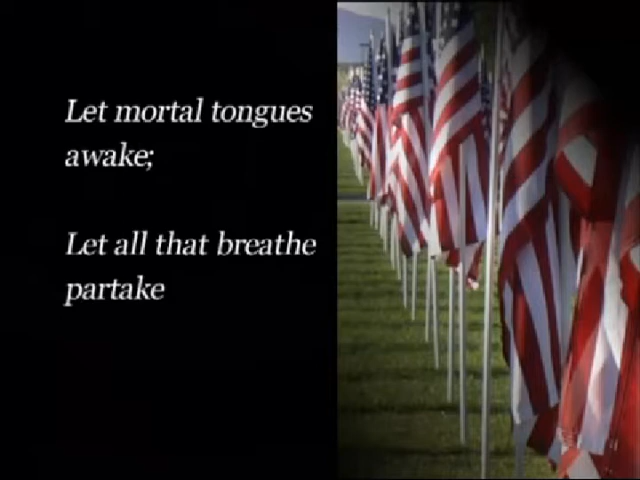 Let mortal tongues
awake;
Let all that breathe
partake